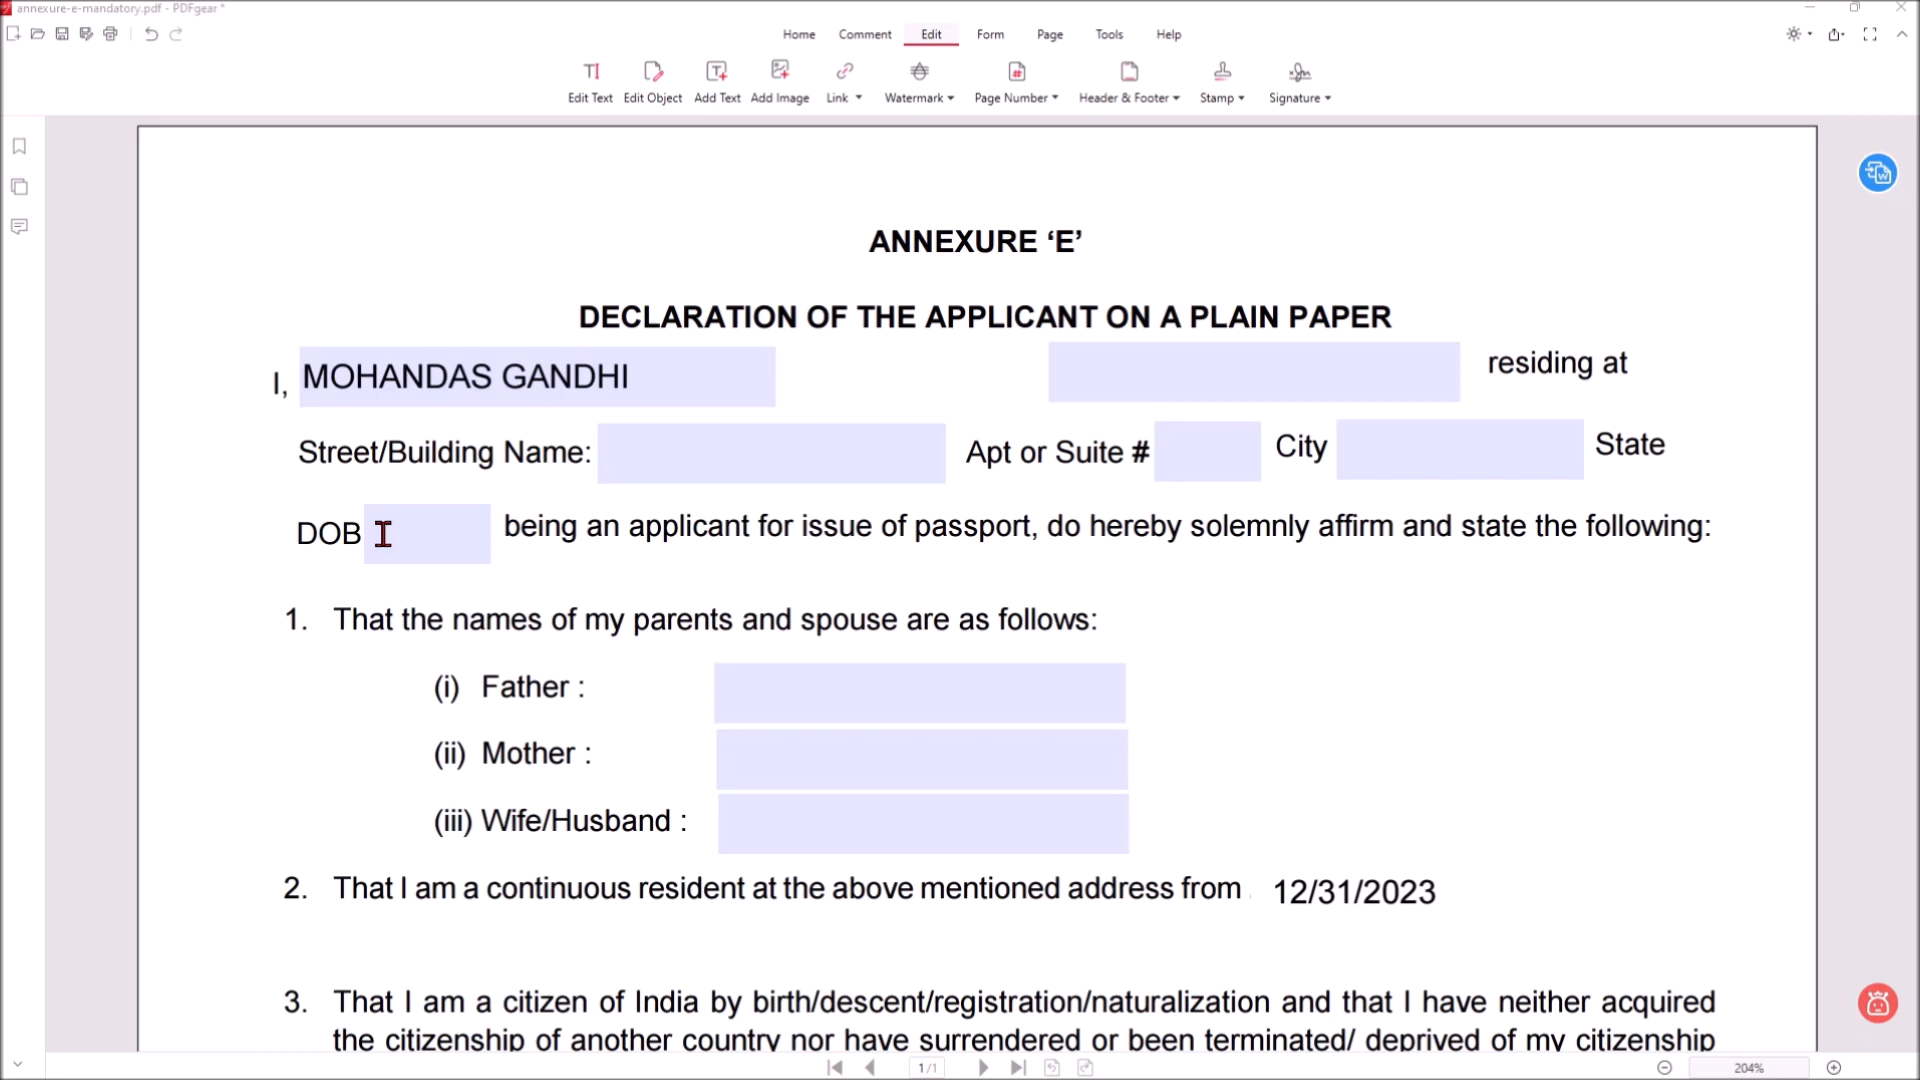 annexure-e-mandatory.pdf - PDFgear *
Home Comment Edit Form Page Tools Help
Edit Text Edit Object Add Text Add Image Link Watermark Page Number Header & Footer Stamp Signature
ANNEXURE ‘E’
DECLARATION OF THE APPLICANT ON A PLAIN PAPER
I, MOHANDAS GANDHI residing at
Street/Building Name: Apt or Suite # City State
DOB being an applicant for issue of passport, do hereby solemnly affirm and state the following:
1. That the names of my parents and spouse are as follows:
(i) Father :
(ii) Mother :
(iii) Wife/Husband :
2. That I am a continuous resident at the above mentioned address from 12/31/2023
3. That I am a citizen of India by birth/descent/registration/naturalization and that I have neither acquired
the citizenship of another country nor have surrendered or been terminated/ deprived of my citizenship
1/1 204%